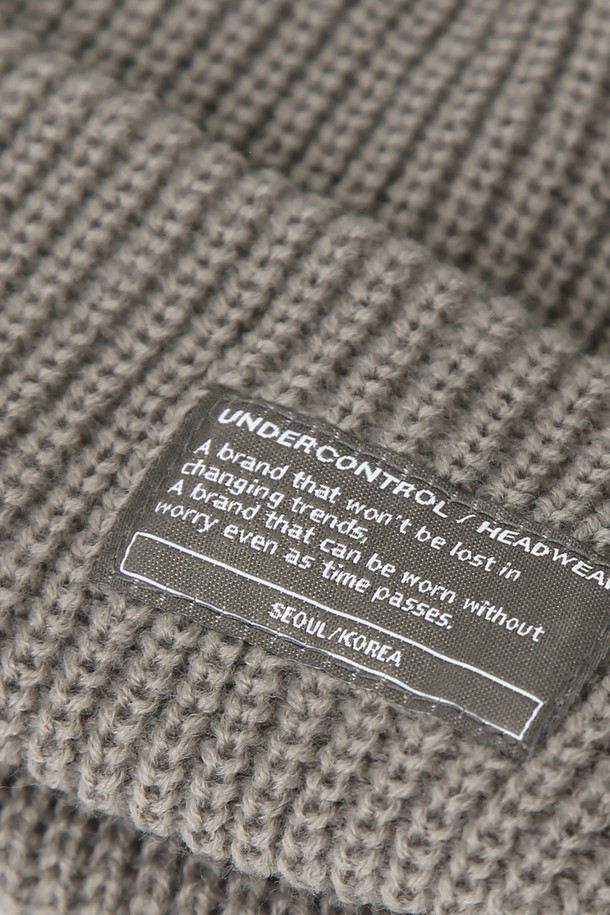 UNDERCONTROL / HEADWEAR
A brand that won't be lost in
changing trends,
A brand that can be worn without
worry even as time passes.
SEOUL/KOREA